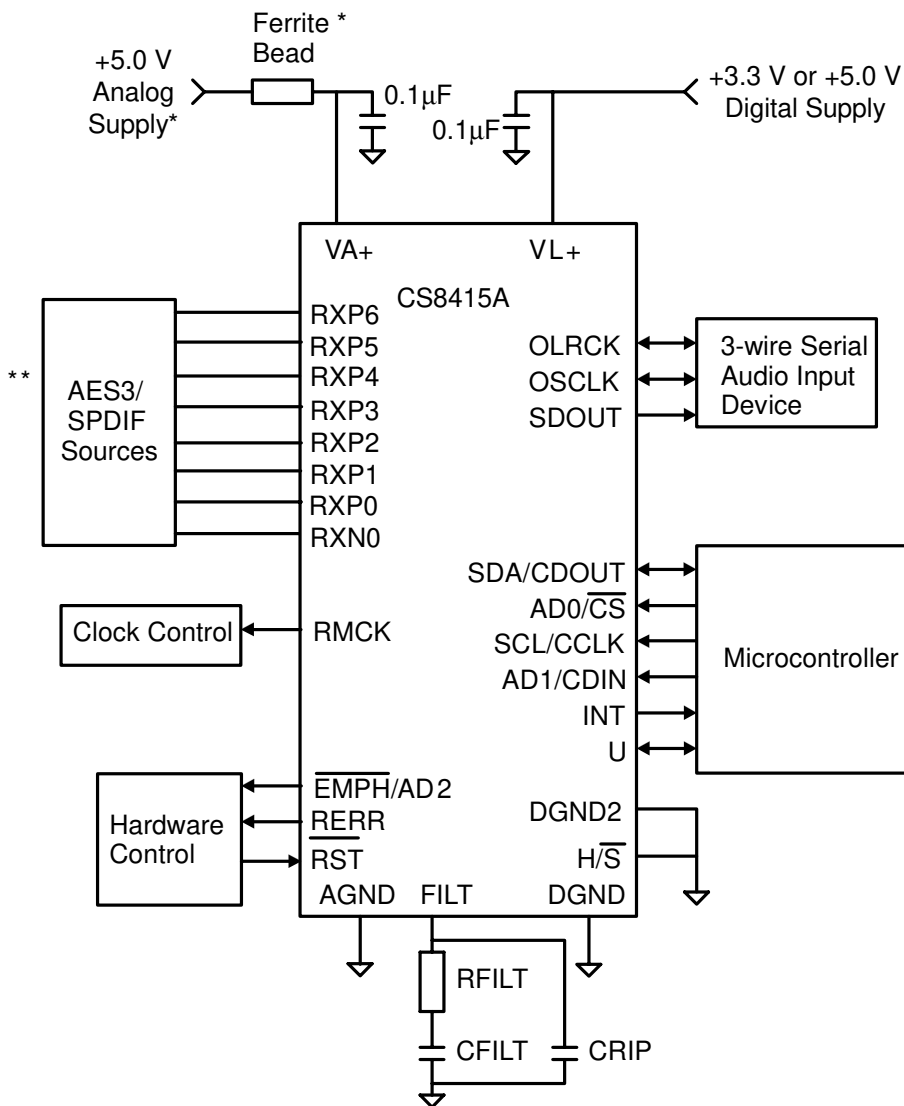 Ferrite *
Bead
+5.0 V
Analog
Supply*
0.1µF
0.1µF
+3.3 V or +5.0 V
Digital Supply
VA+
VL+
CS8415A
**
AES3/
SPDIF
Sources
RXP6
RXP5
RXP4
RXP3
RXP2
RXP1
RXP0
RXN0
OLRCK
OSCLK
SDOUT
3-wire Serial
Audio Input
Device
Clock Control
RMCK
SDA/CDOUT
AD0/CS
SCL/CCLK
AD1/CDIN
INT
U
Microcontroller
Hardware
Control
EMPH/AD2
RERR
RST
DGND2
H/S
AGND
FILT
DGND
RFILT
CFILT
CRIP